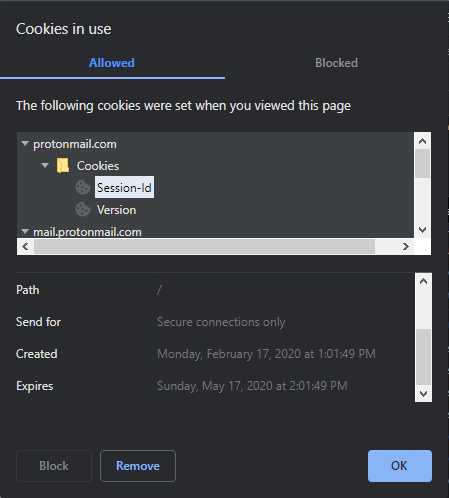 Cookies in use
Allowed
Blocked
The following cookies were set when you viewed this page
protonmail.com
Cookies
Session-Id
Version
mail.protonmail.com
Path /
Send for Secure connections only
Created Monday, February 17, 2020 at 1:01:49 PM
Expires Sunday, May 17, 2020 at 2:01:49 PM
Block Remove OK